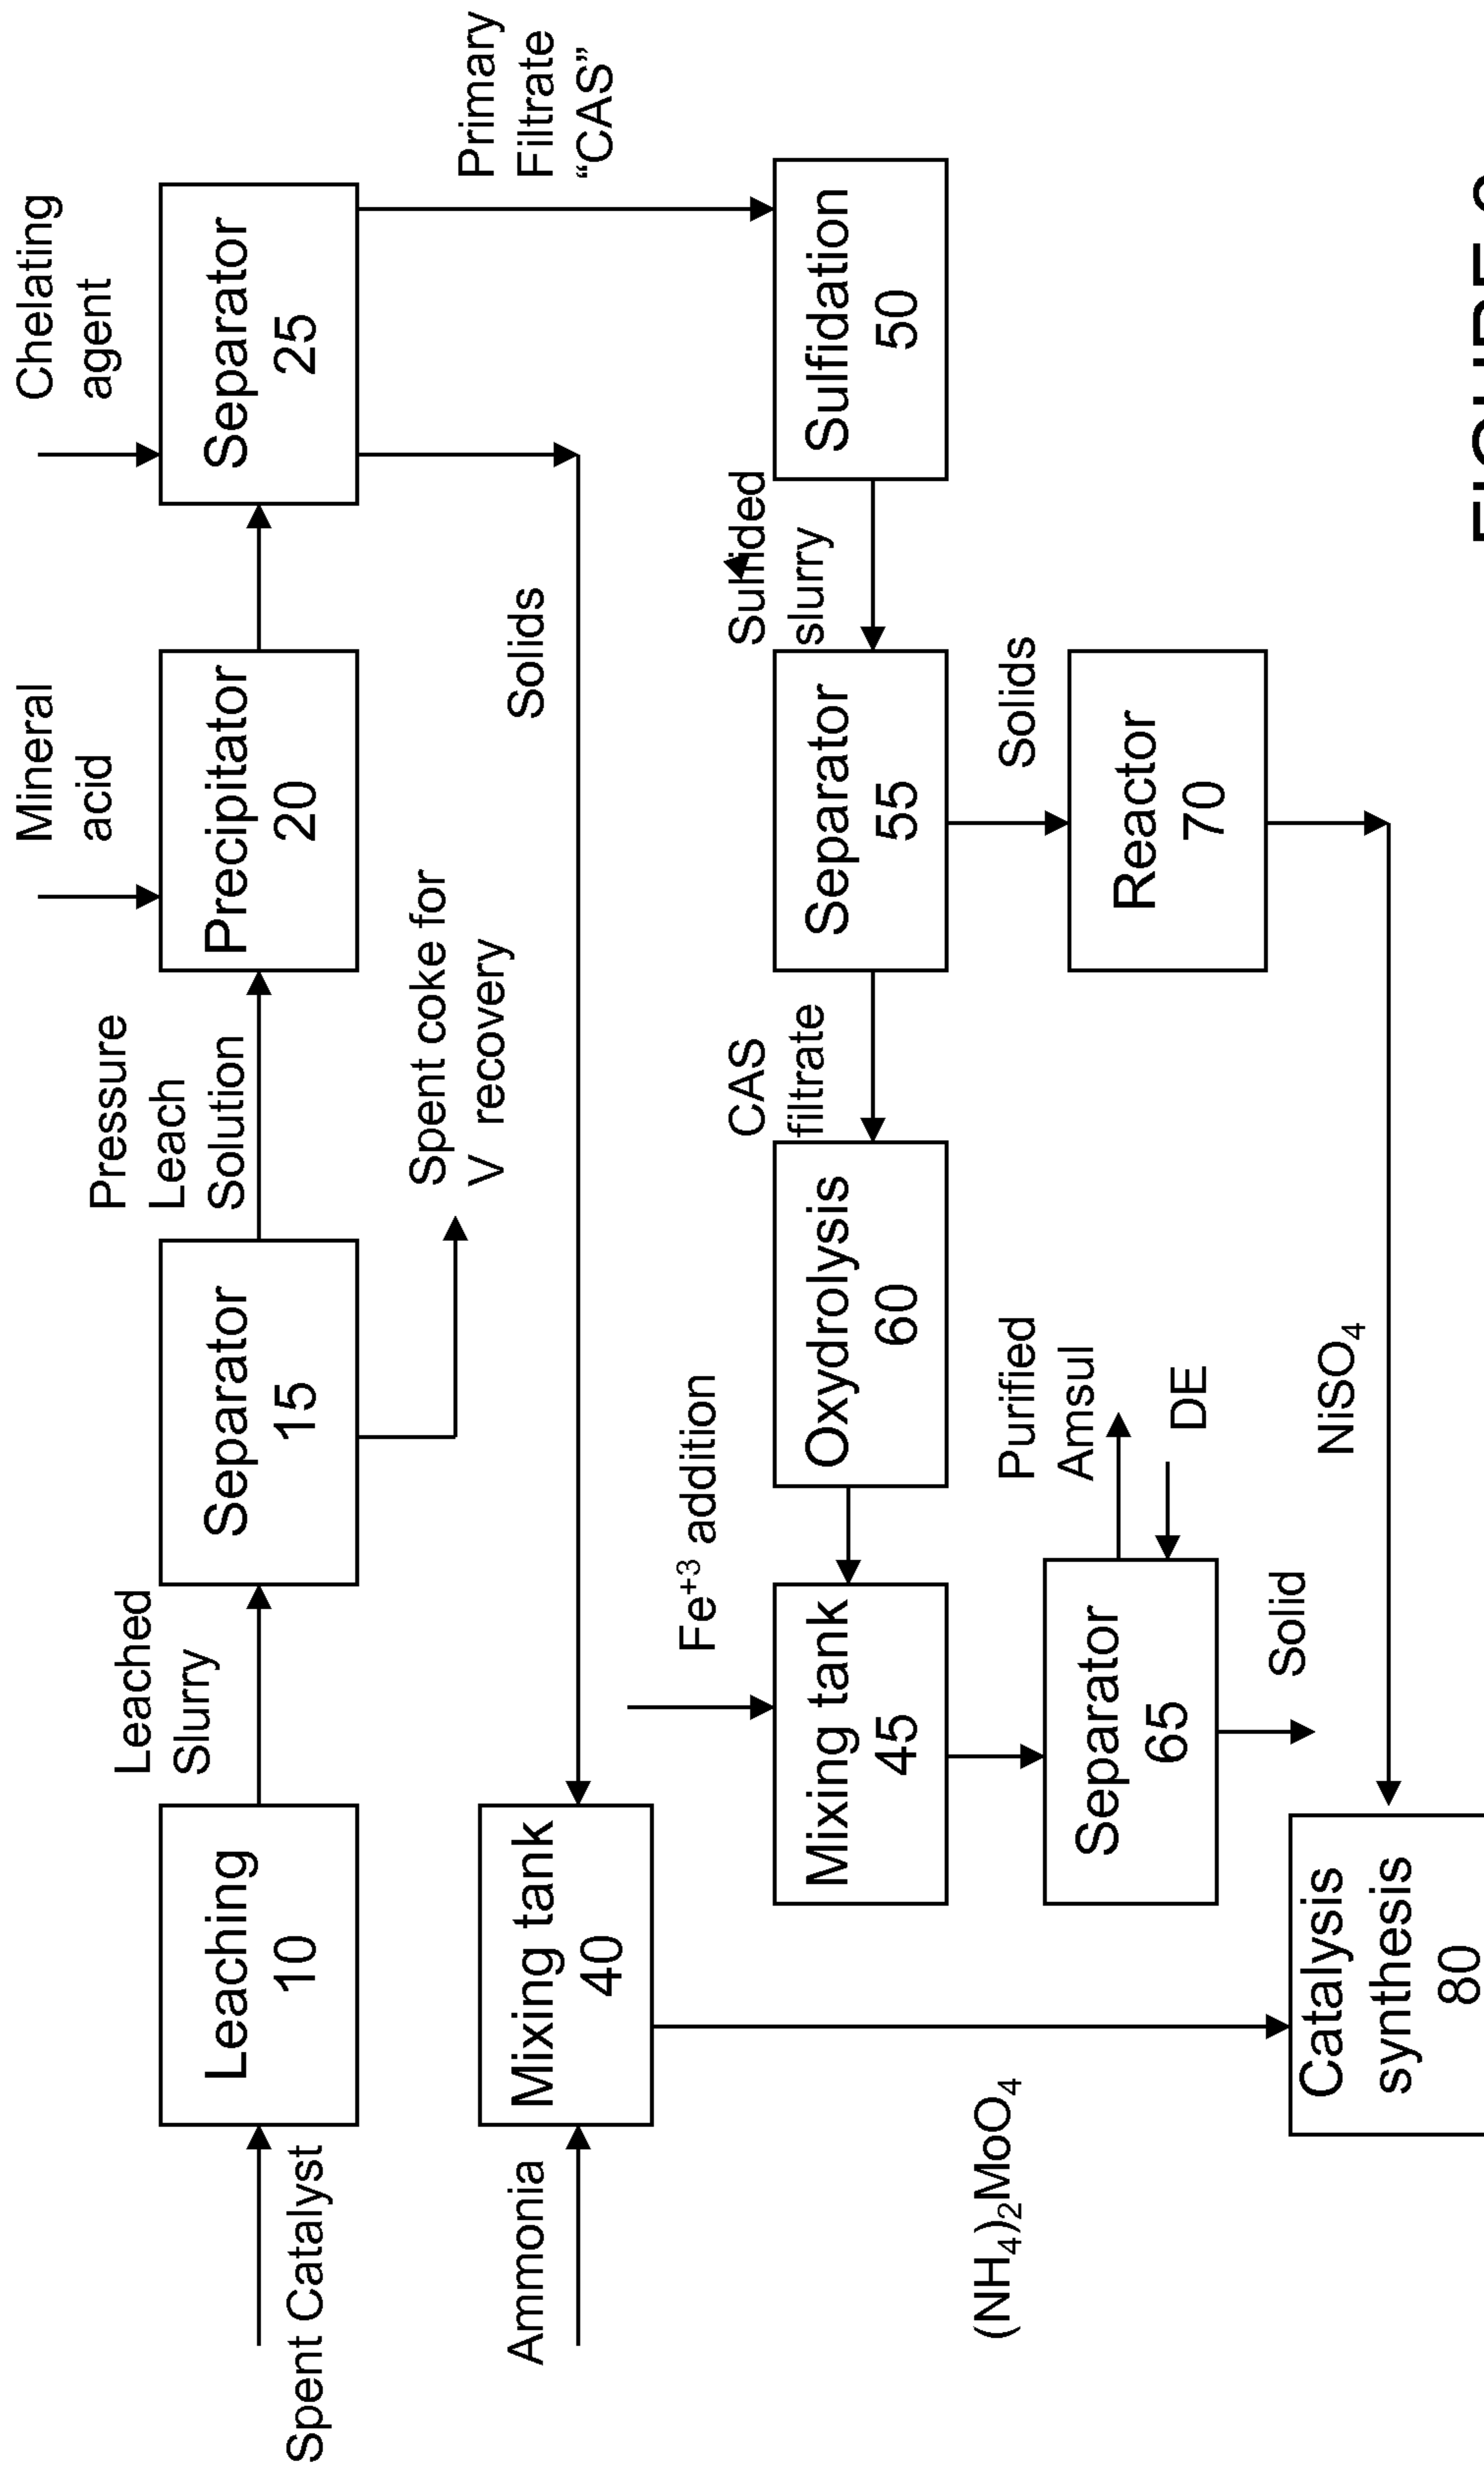 Chelating
agent
Mineral
acid
Pressure
Leach
Solution
Leached
Slurry
Spent Catalyst
Leaching
10
Separator
15
Precipitator
20
Separator
25
Spent coke for
V recovery
Primary
Filtrate
“CAS”
Solids
Ammonia
Mixing tank
40
Fe+3 addition
CAS
filtrate
Sulfided
slurry
Mixing tank
45
Oxydrolysis
60
Separator
55
Sulfidation
50
Purified
Amsul
DE
Solids
Separator
65
Reactor
70
(NH4)2MoO4
Solid
NiSO4
Catalysis
synthesis
80